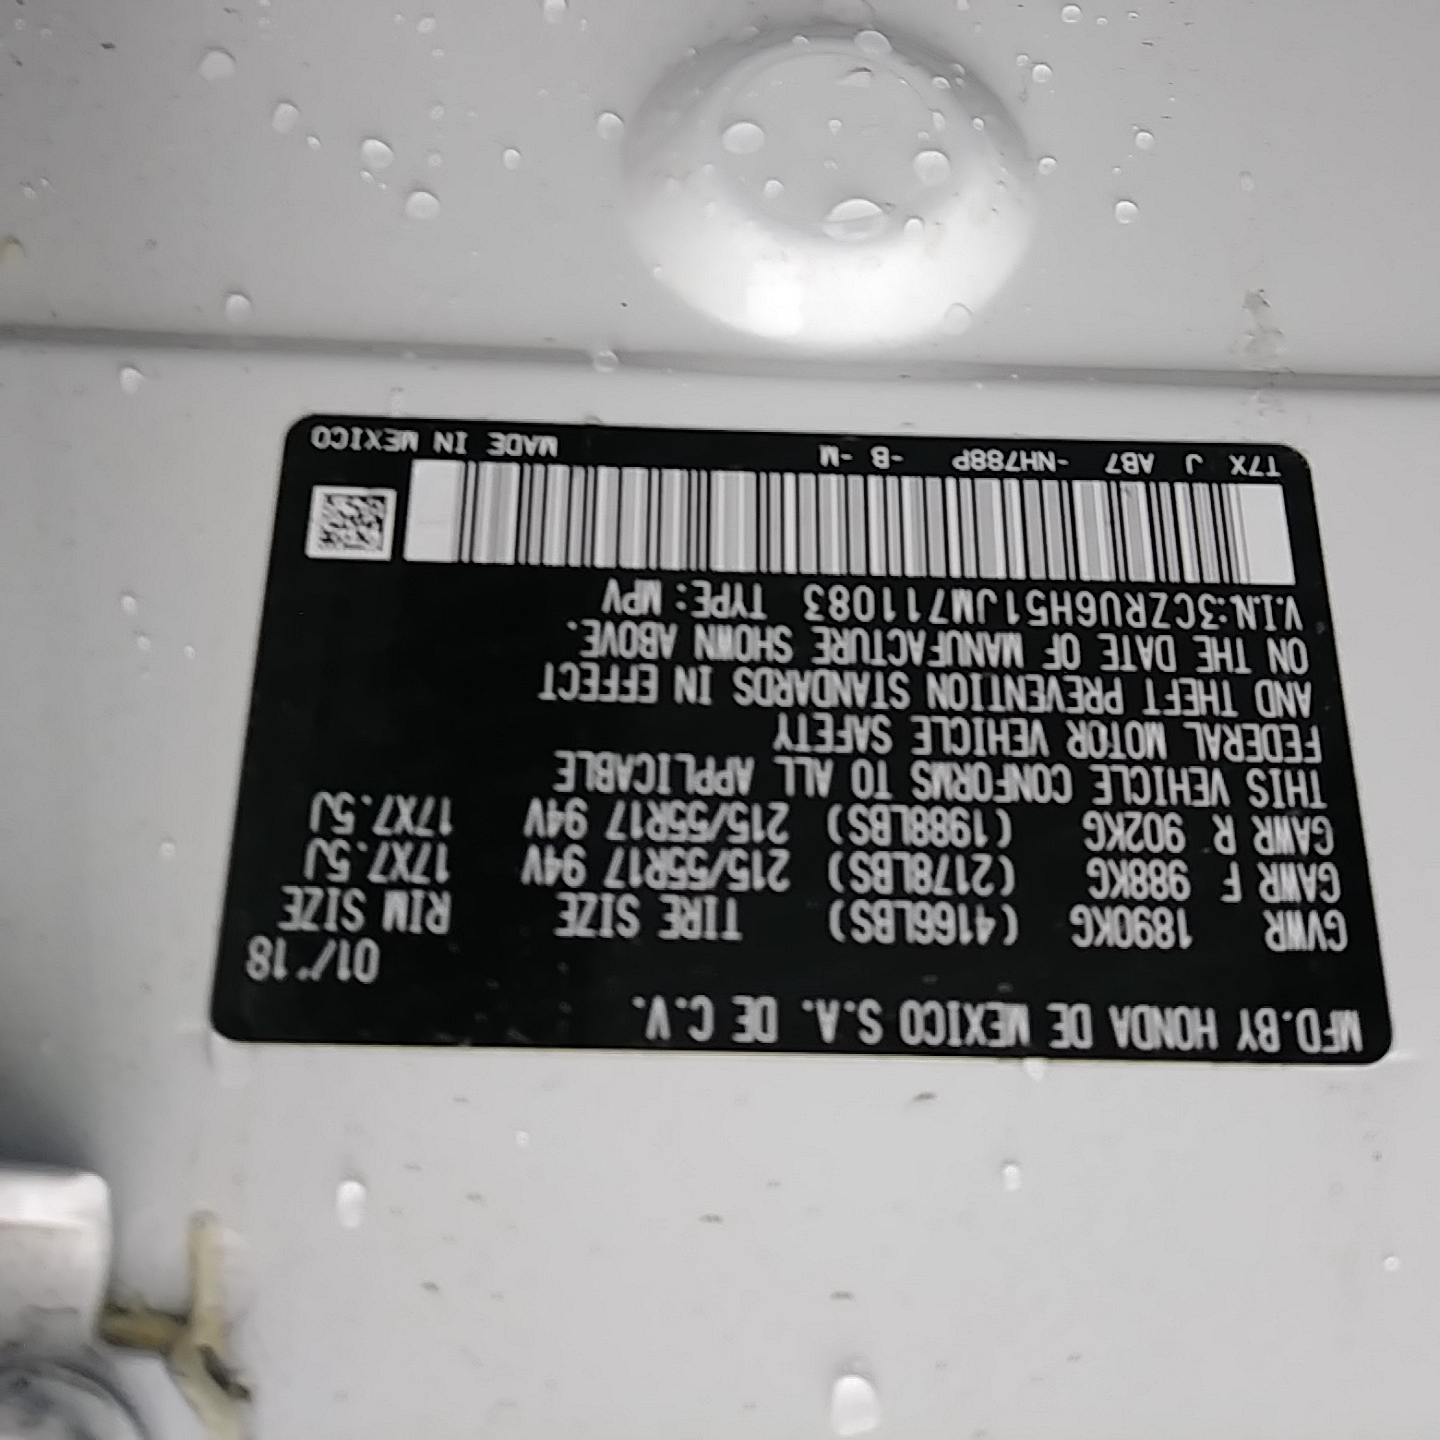 MFD.BY HONDA DE MEXICO S.A. DE C.V.
01/'18
GVWR 1890KG (4166LBS) TIRE SIZE RIM SIZE
GAWR F 988KG (2178LBS) 215/55R17 94V 17X7.5J
GAWR R 902KG (1988LBS) 215/55R17 94V 17X7.5J
THIS VEHICLE CONFORMS TO ALL APPLICABLE
FEDERAL MOTOR VEHICLE SAFETY
AND THEFT PREVENTION STANDARDS IN EFFECT
ON THE DATE OF MANUFACTURE SHOWN ABOVE.
V.I.N:3CZRU6H51JM711083 TYPE: MPV
T7X J AB7 -NH788P -B -M MADE IN MEXICO